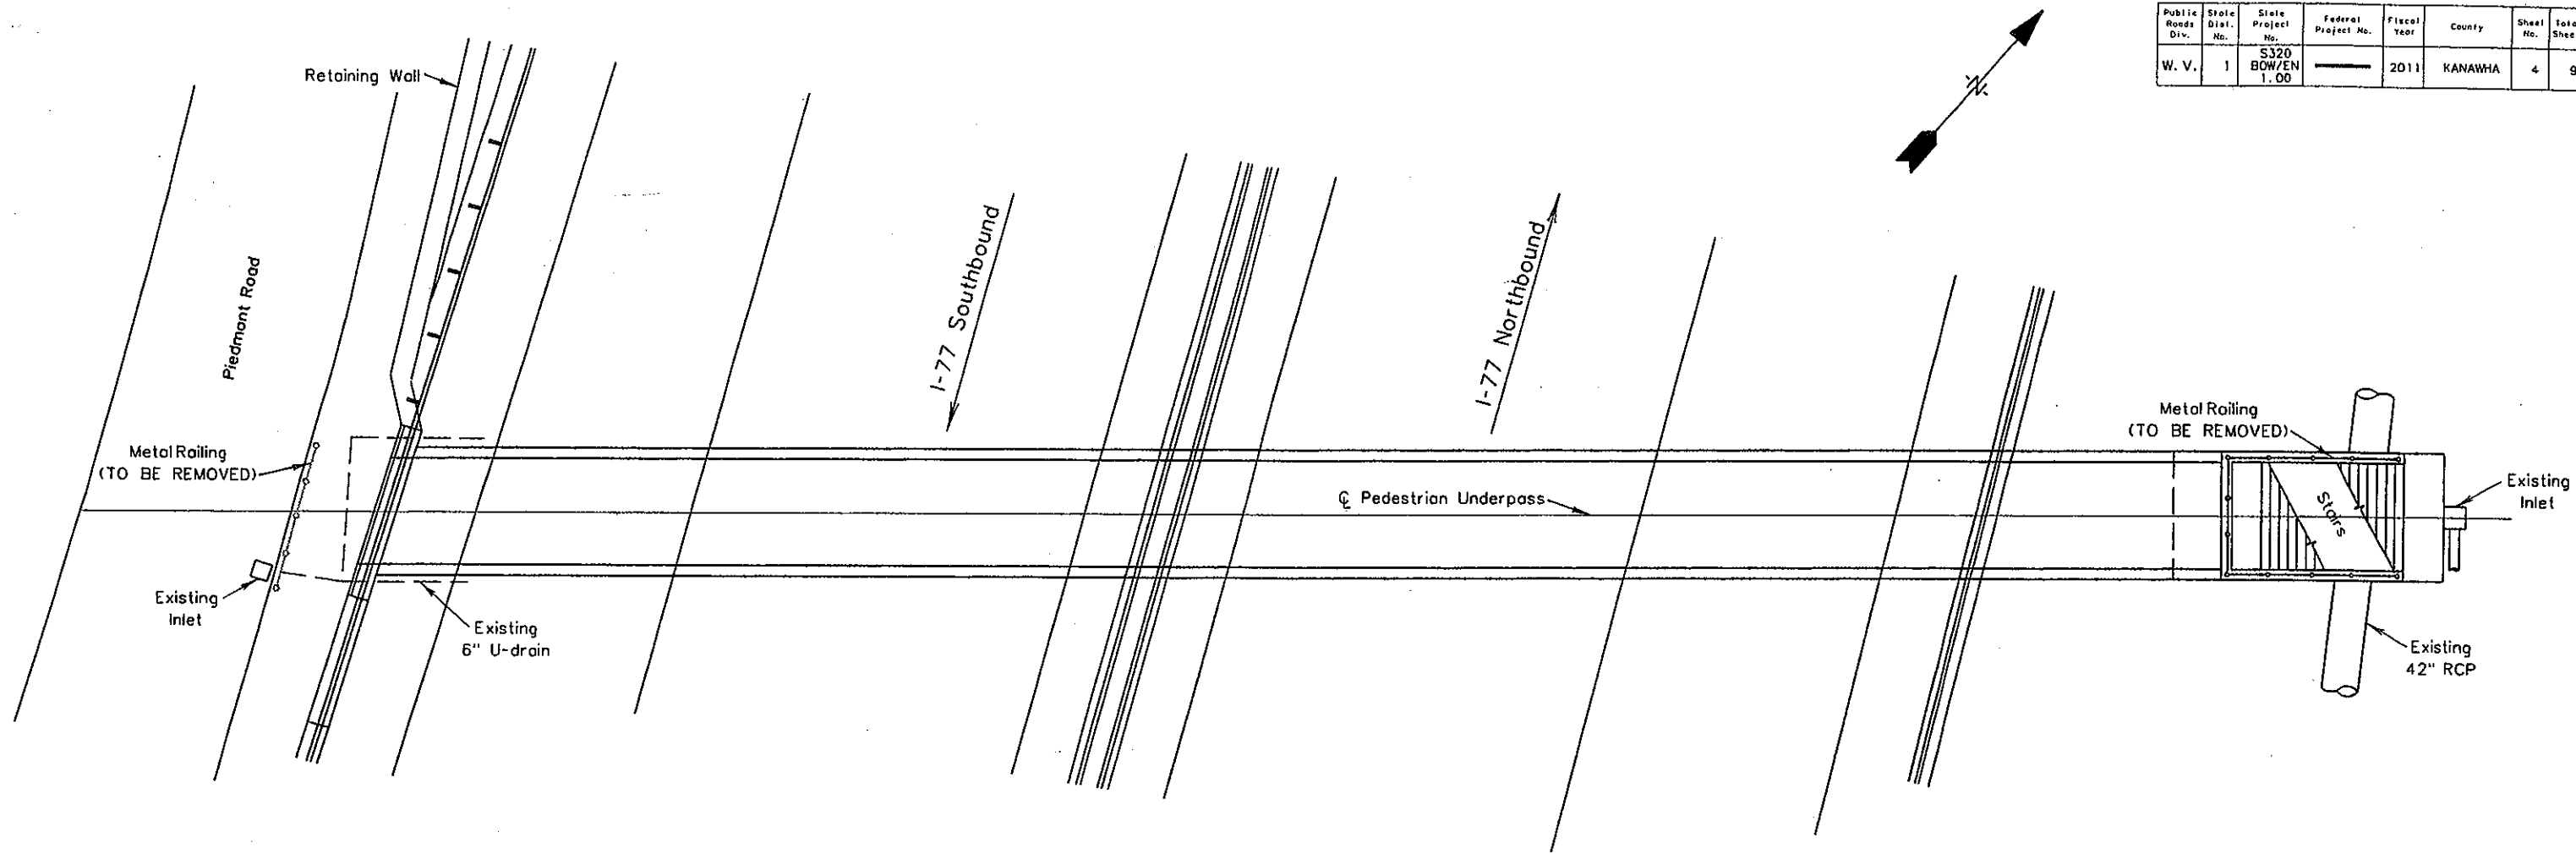 Public Roads Div.
State Dist. No.
State Project No.
Federal Project No.
Fiscal Year
County
Sheet No.
W. V.
1
S320 BOW/EN 1.00
2011
KANAWHA
4
9
N
Retaining Wall
Piedmont Road
I-77 Southbound
I-77 Northbound
Metal Railing
(TO BE REMOVED)
Metal Railing
(TO BE REMOVED)
℄ Pedestrian Underpass
Stairs
Existing
Inlet
Existing
Inlet
Existing
6" U-drain
Existing
42" RCP